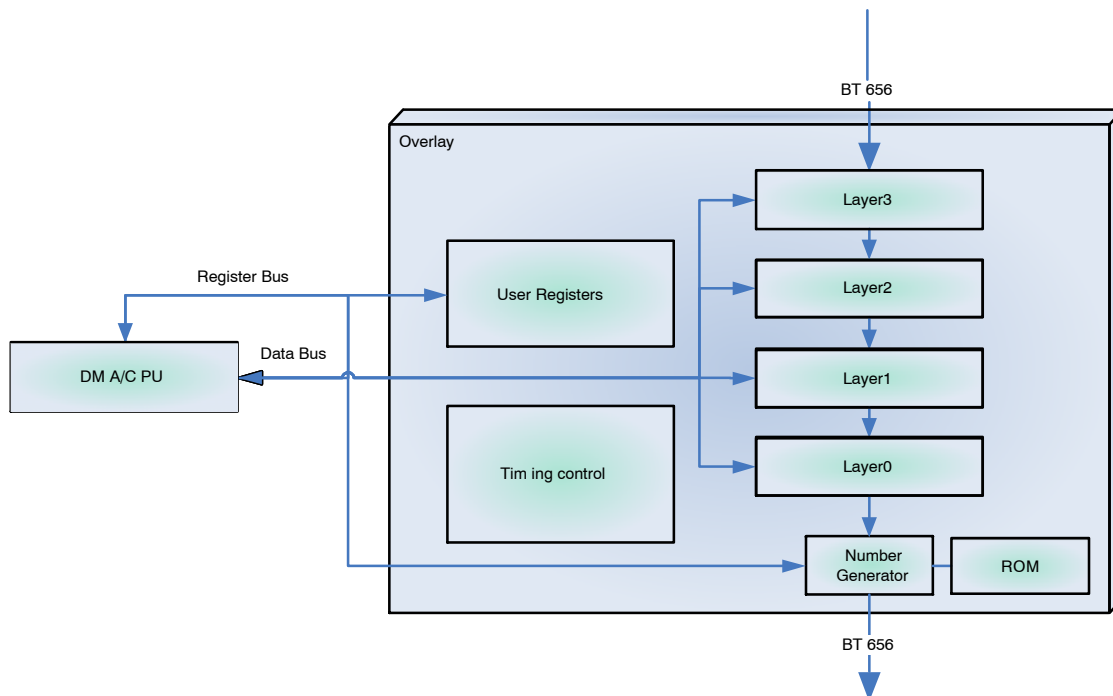 BT 656
Overlay
Layer3
Register Bus
User Registers
Layer2
Data Bus
DM A/C PU
Layer1
Tim ing control
Layer0
Number
Generator
ROM
BT 656